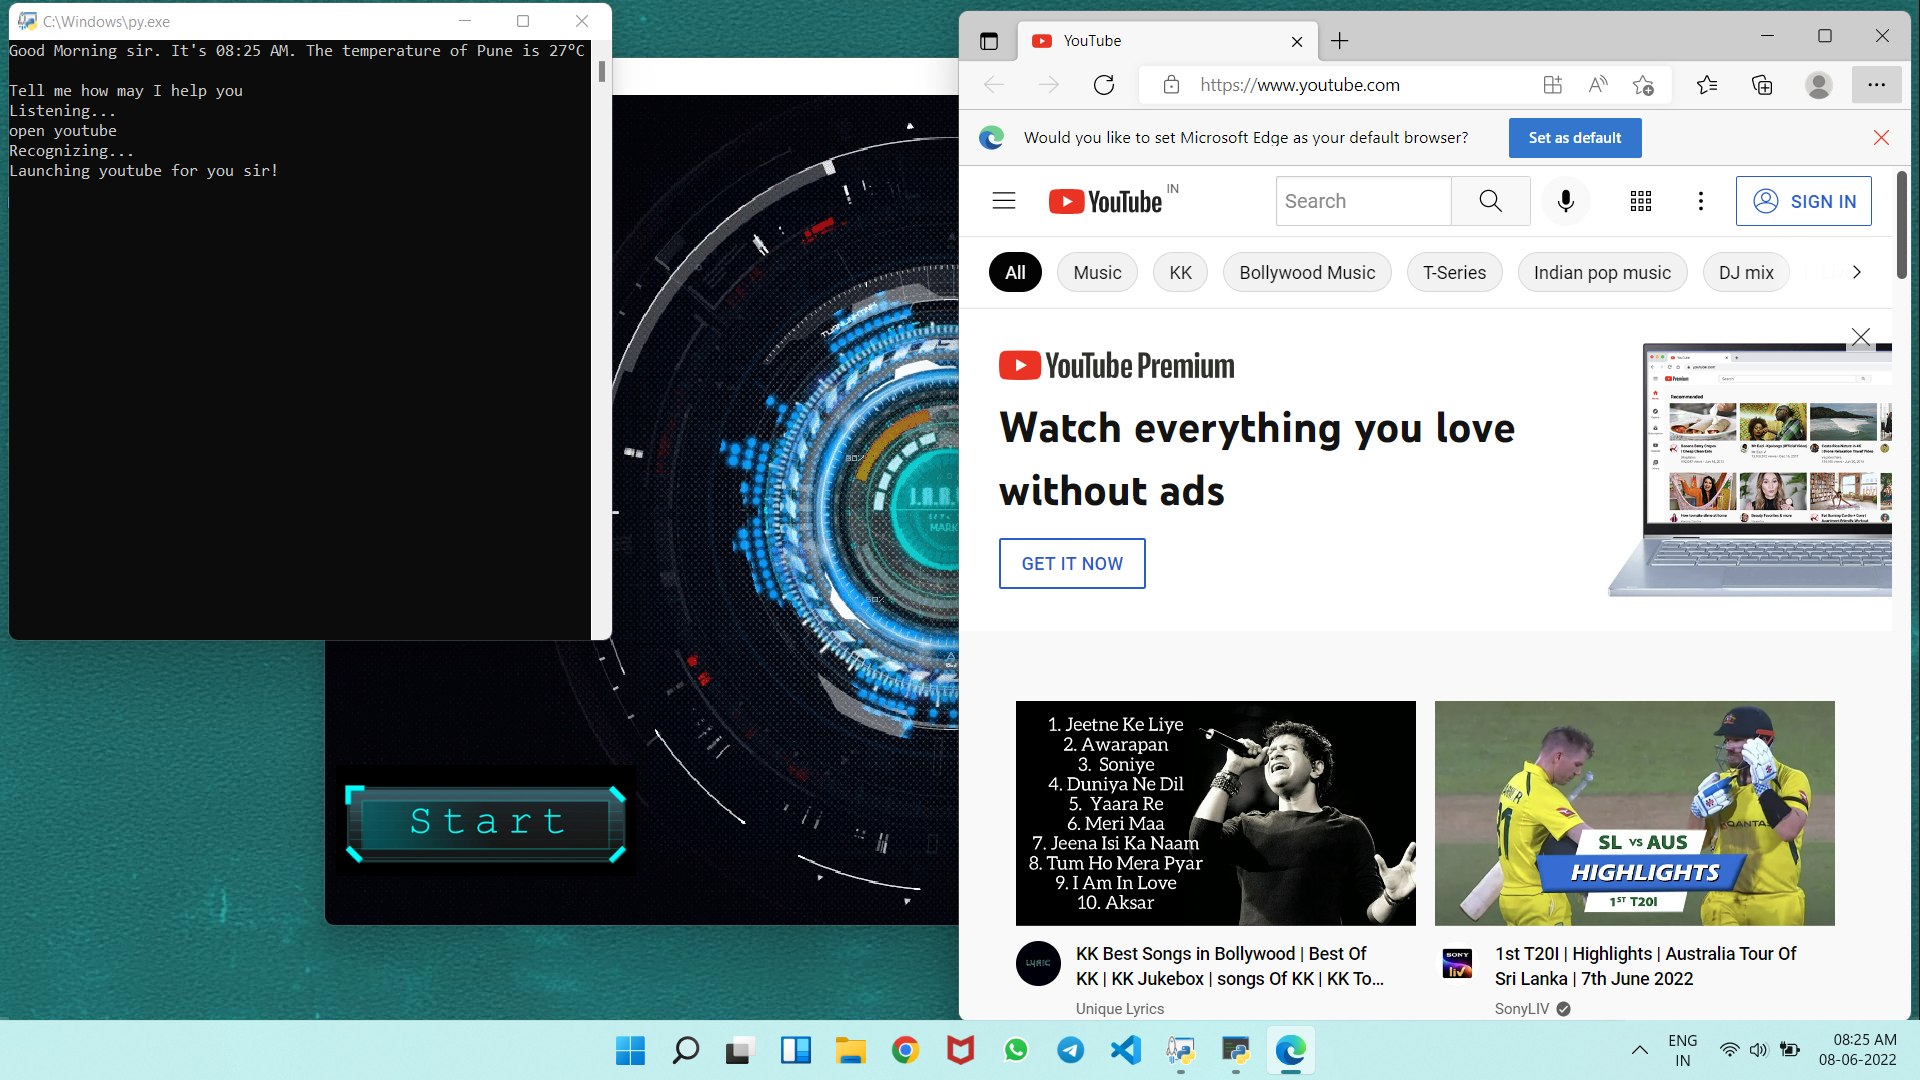 C:\Windows\py.exe
Good Morning sir. It's 08:25 AM. The temperature of Pune is 27°C
Tell me how may I help you
Listening...
open youtube
Recognizing...
Launching youtube for you sir!
Start
YouTube
https://www.youtube.com
Would you like to set Microsoft Edge as your default browser?
Set as default
YouTube IN
Search
SIGN IN
All
Music
KK
Bollywood Music
T-Series
Indian pop music
DJ mix
YouTube Premium
Watch everything you love
without ads
GET IT NOW
1. Jeetne Ke Liye
2. Awarapan
3. Soniye
4. Duniya Ne Dil
5. Yaara Re
6. Meri Maa
7. Jeena Isi Ka Naam
8. Tum Ho Mera Pyar
9. I Am In Love
10. Aksar
SL vs AUS
HIGHLIGHTS
1ST T20I
LYRIC
KK Best Songs in Bollywood | Best Of
KK | KK Jukebox | songs Of KK | KK To...
Unique Lyrics
SONY
liv
1st T20I | Highlights | Australia Tour Of
Sri Lanka | 7th June 2022
SonyLIV
ENG
IN
08:25 AM
08-06-2022